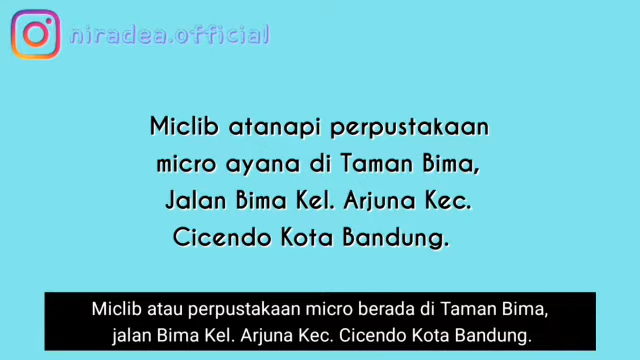 niradea.official
Miclib atanapi perpustakaan
micro ayana di Taman Bima,
Jalan Bima Kel. Arjuna Kec.
Cicendo Kota Bandung.
Miclib atau perpustakaan micro berada di Taman Bima,
jalan Bima Kel. Arjuna Kec. Cicendo Kota Bandung.